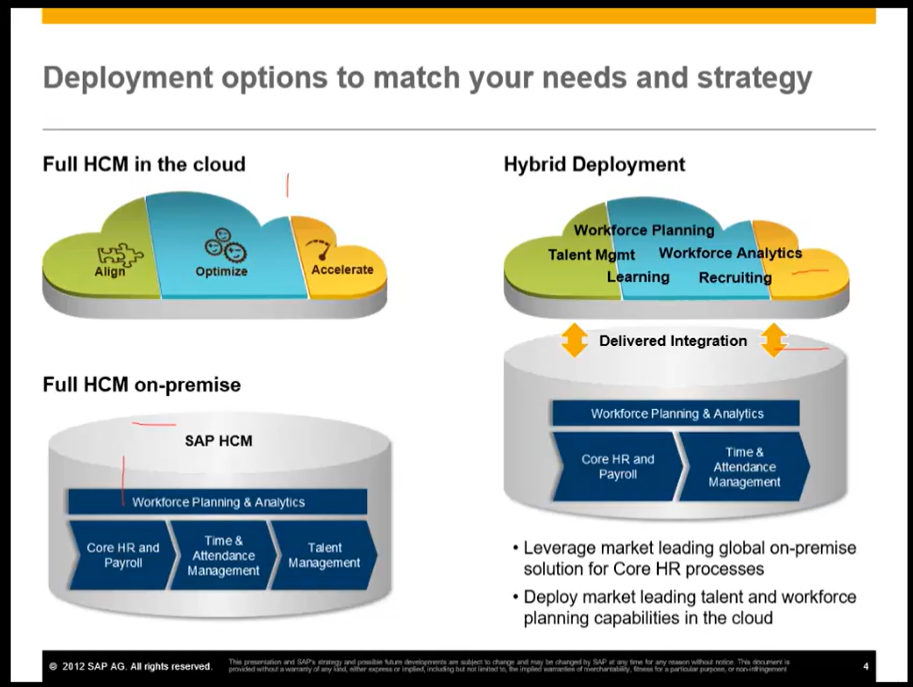 Deployment options to match your needs and strategy
Full HCM in the cloud
Align
Optimize
Accelerate
Full HCM on-premise
SAP HCM
Workforce Planning & Analytics
Core HR and
Payroll
Time &
Attendance
Management
Talent
Management
Hybrid Deployment
Workforce Planning
Talent Mgmt
Workforce Analytics
Learning
Recruiting
Delivered Integration
Workforce Planning & Analytics
Core HR and
Payroll
Time &
Attendance
Management
• Leverage market leading global on-premise
solution for Core HR processes
• Deploy market leading talent and workforce
planning capabilities in the cloud
© 2012 SAP AG. All rights reserved.
This presentation and SAP's strategy and possible future developments are subject to change and may be changed by SAP at any time for any reason without notice. This document is
provided without a warranty of any kind, either express or implied, including but not limited to, the implied warranties of merchantability, fitness for a particular purpose, or non-infringement
4